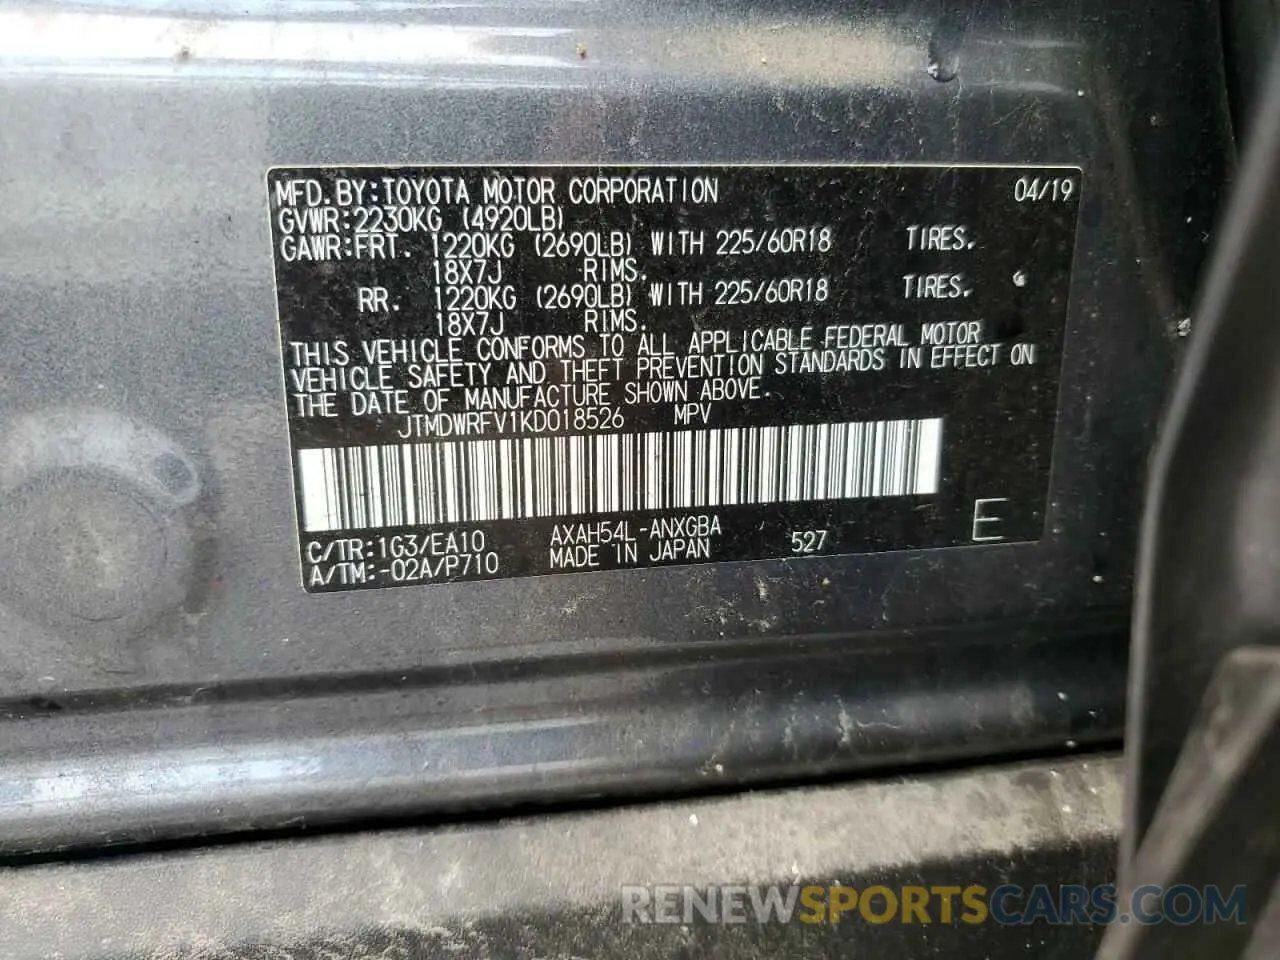 MFD.BY:TOYOTA MOTOR CORPORATION 04/19
GVWR:2230KG (4920LB)
GAWR:FRT. 1220KG (2690LB) WITH 225/60R18 TIRES.
18X7J RIMS.
RR. 1220KG (2690LB) WITH 225/60R18 TIRES.
18X7J RIMS.
THIS VEHICLE CONFORMS TO ALL APPLICABLE FEDERAL MOTOR
VEHICLE SAFETY AND THEFT PREVENTION STANDARDS IN EFFECT ON
THE DATE OF MANUFACTURE SHOWN ABOVE.
JTMDWRFV1KD018526 MPV
C/TR:1G3/EA10 AXAH54L-ANXGBA 527 E
A/TM:-02A/P710 MADE IN JAPAN
RENEWSPORTSCARS.COM